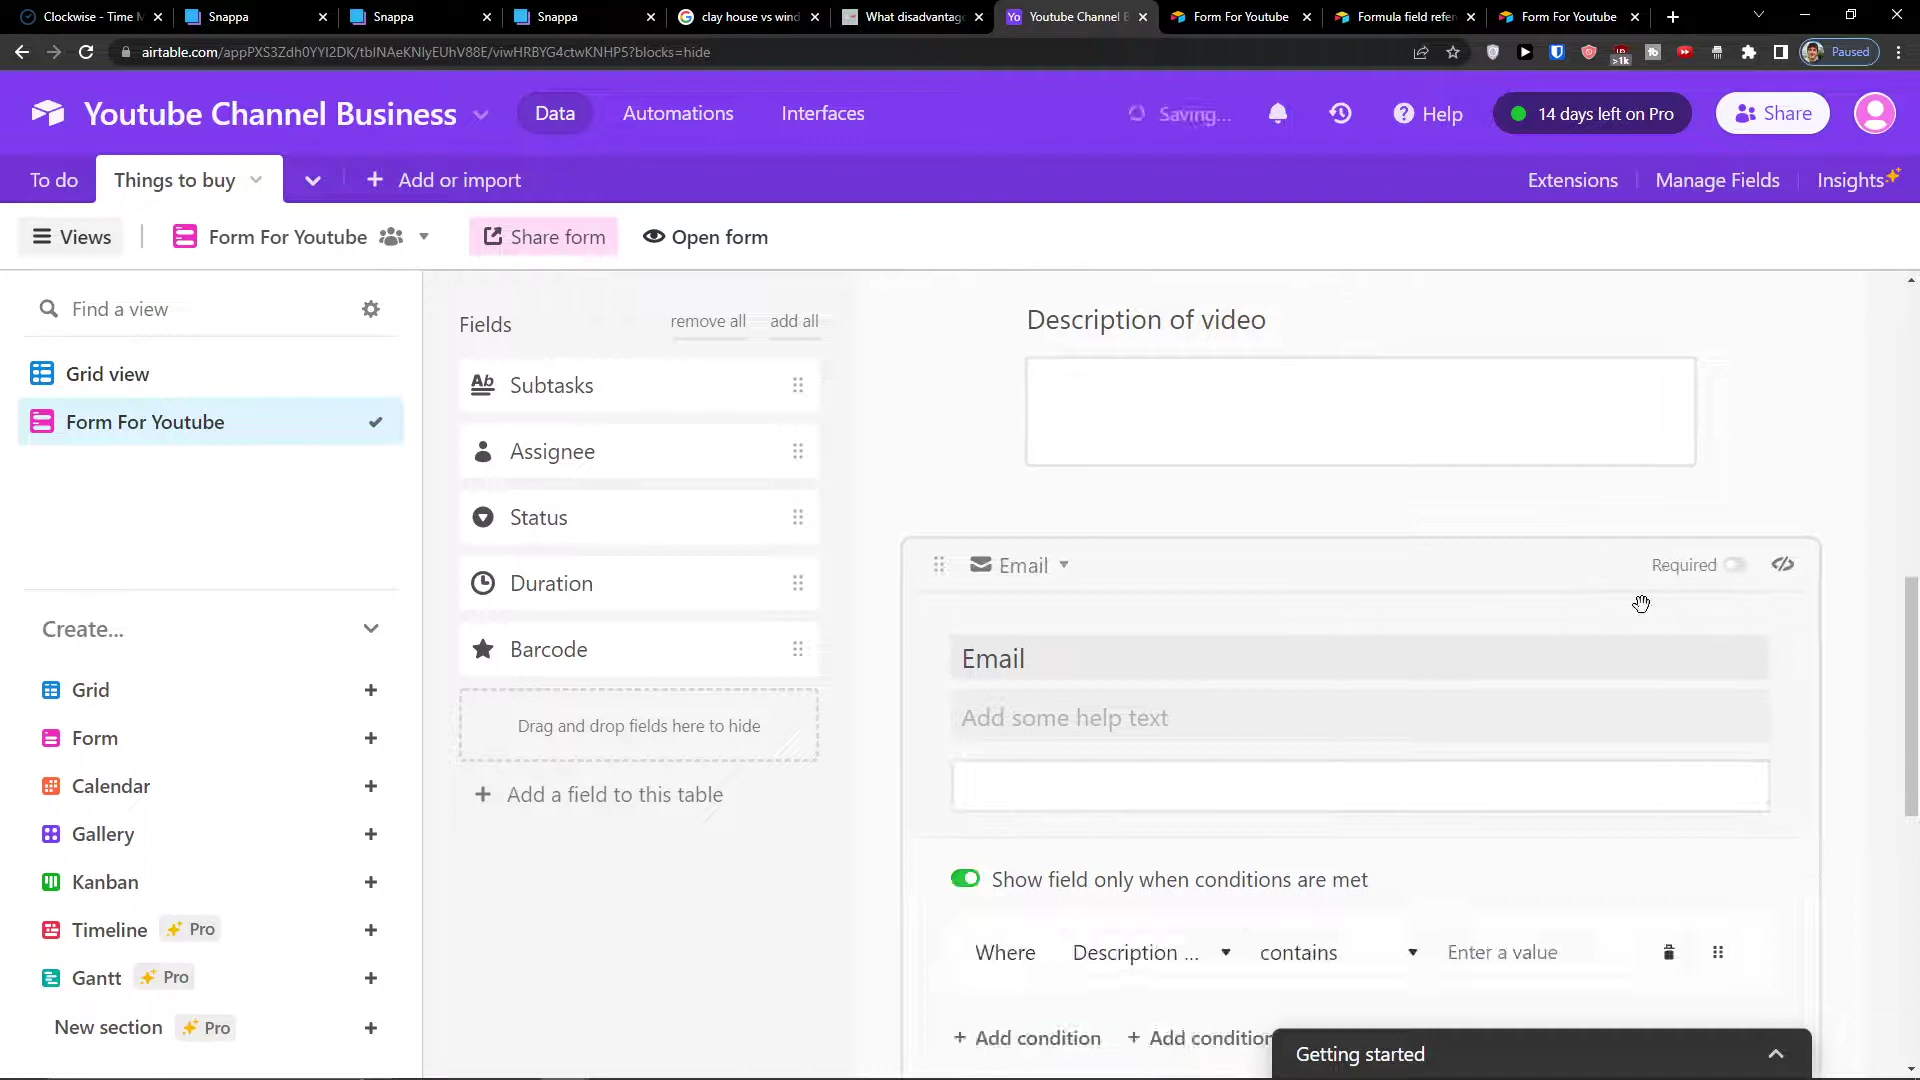 Clockwise - Time M
Snappa
Snappa
Snappa
clay house vs wind
What disadvantag
Youtube Channel B
Form For Youtube
Formula field refer
Form For Youtube
airtable.com/appPXS3Zdh0YYI2DK/tblNAeKNIyEUhV88E/viwHRBYG4ctwKNHP5?blocks=hide
>1k
Paused
Youtube Channel Business
Data
Automations
Interfaces
Saving...
Help
14 days left on Pro
Share
To do
Things to buy
Add or import
Extensions
Manage Fields
Insights
Views
Form For Youtube
Share form
Open form
Find a view
Grid view
Form For Youtube
Create...
Grid
Form
Calendar
Gallery
Kanban
Timeline Pro
Gantt Pro
New section Pro
Fields
remove all
add all
Subtasks
Assignee
Status
Duration
Barcode
Drag and drop fields here to hide
Add a field to this table
Description of video
Email
Required
Email
Add some help text
Show field only when conditions are met
Where
Description ...
contains
Enter a value
+ Add condition
+ Add condition
Getting started